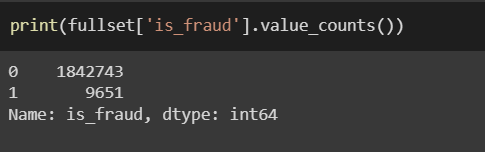 print(fullset['is_fraud'].value_counts())
0    1842743
1       9651
Name: is_fraud, dtype: int64